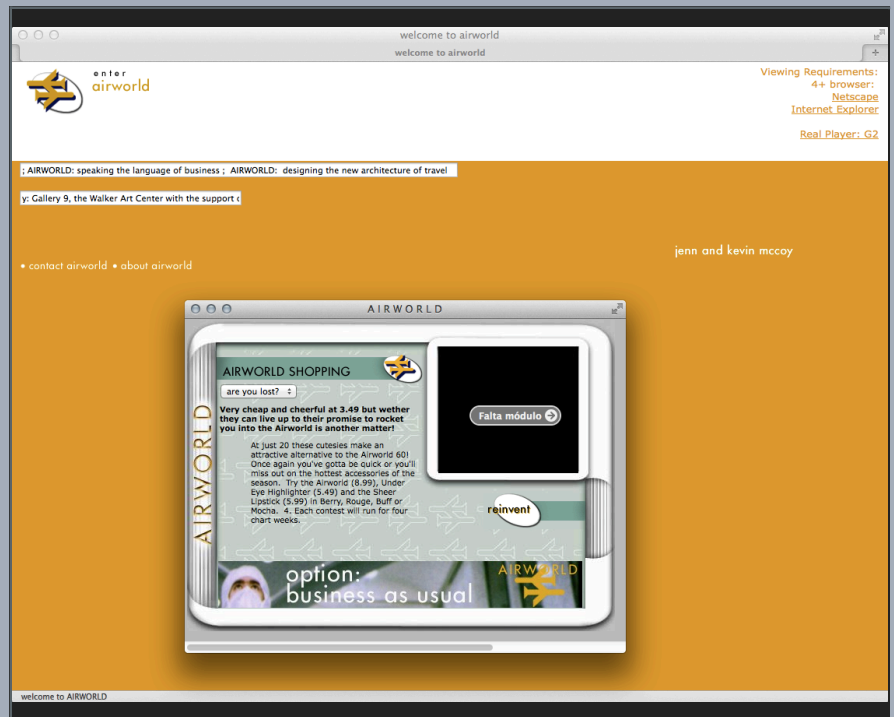 welcome to airworld
welcome to airworld
enter
airworld
Viewing Requirements:
4+ browser:
Netscape
Internet Explorer
Real Player: G2
; AIRWORLD: speaking the language of business ; AIRWORLD: designing the new architecture of travel
y: Gallery 9, the Walker Art Center with the support o
jenn and kevin mccoy
• contact airworld • about airworld
AIRWORLD
AIRWORLD
AIRWORLD SHOPPING
are you lost?
Very cheap and cheerful at 3.49 but wether
they can live up to their promise to rocket
you into the Airworld is another matter!
At just 20 these cutesies make an
attractive alternative to the Airworld 60!
Once again you've gotta be quick or you'll
miss out on the hottest accessories of the
season. Try the Airworld (8.99), Under
Eye Highlighter (5.49) and the Sheer
Lipstick (5.99) in Berry, Rouge, Buff or
Mocha. 4. Each contest will run for four
chart weeks.
Falta módulo
reinvent
option:
business as usual
AIRWORLD
welcome to AIRWORLD